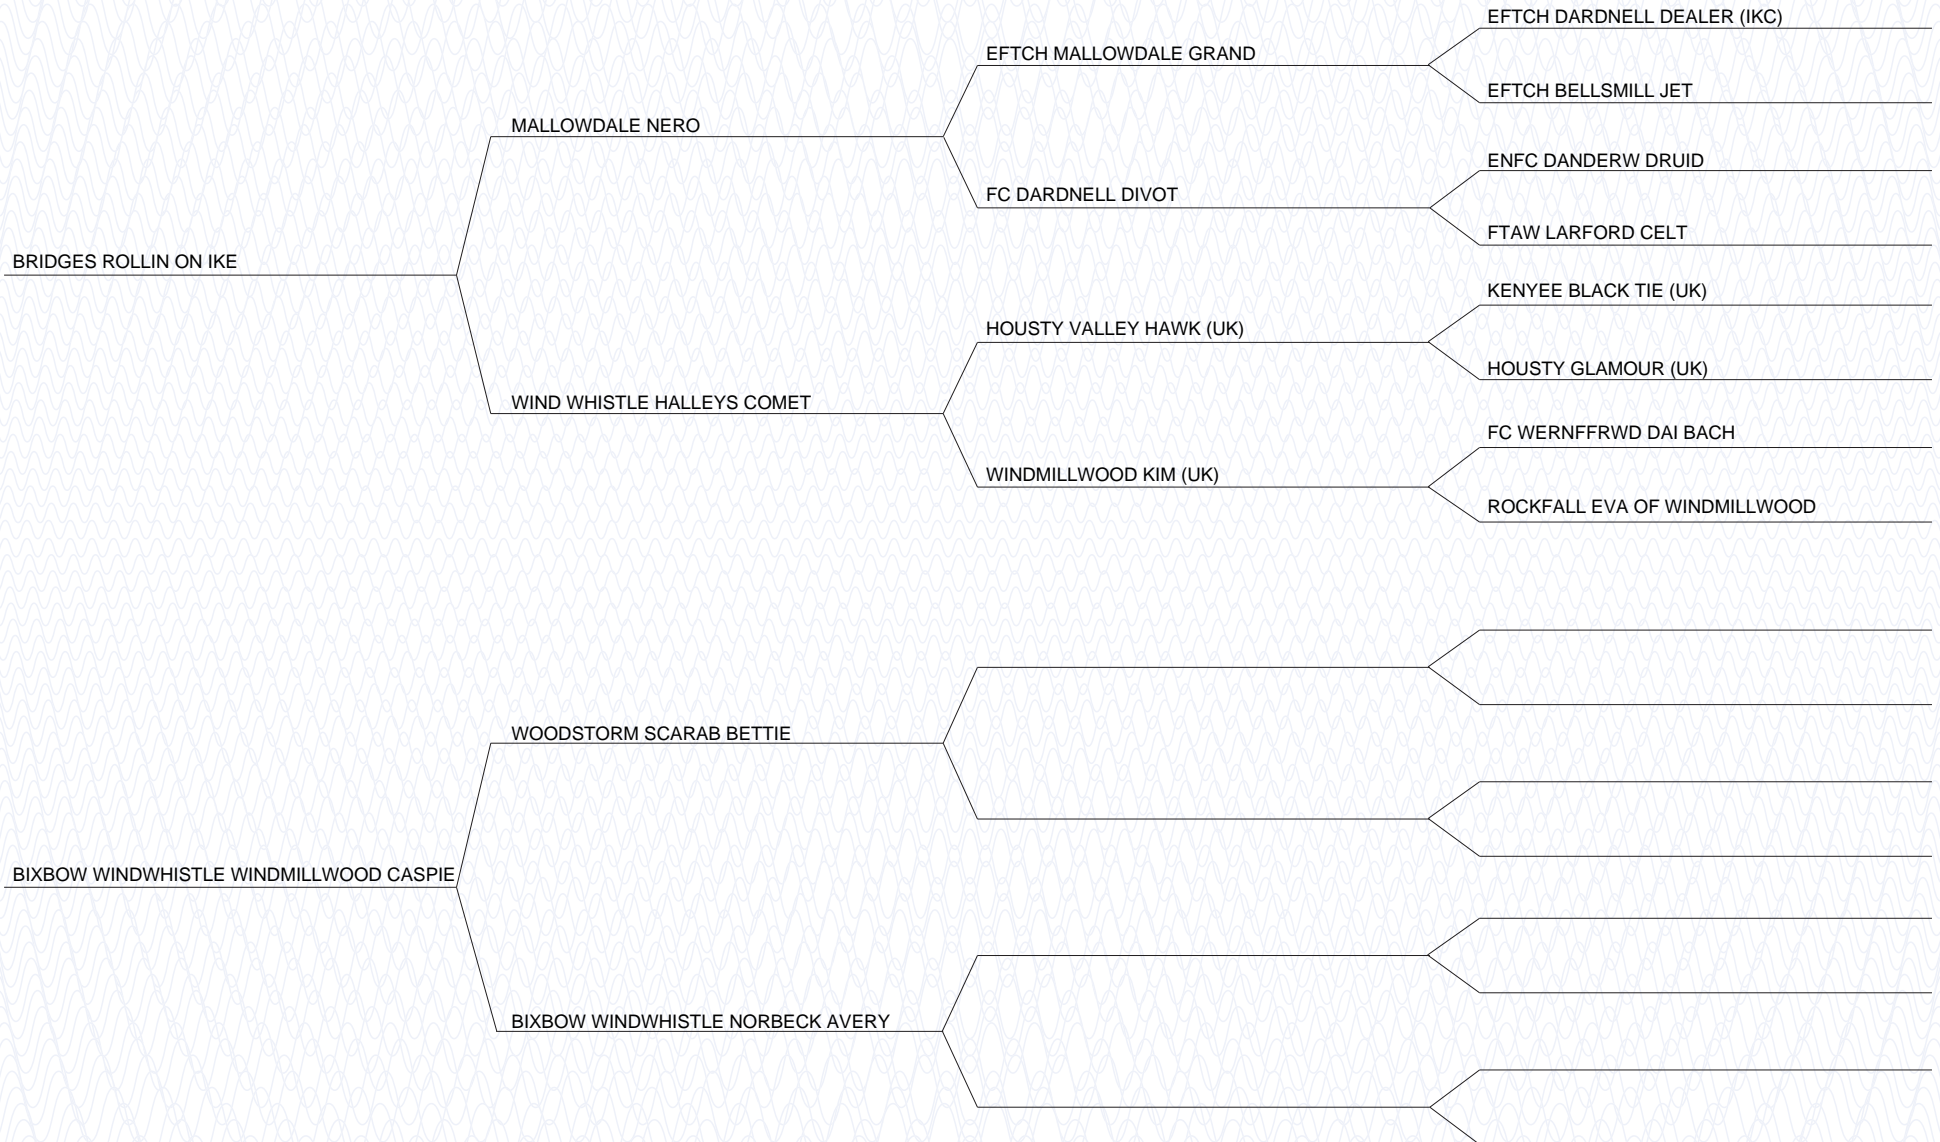 EFTCH DARDNELL DEALER (IKC)
EFTCH MALLOWDALE GRAND
EFTCH BELLSMILL JET
MALLOWDALE NERO
ENFC DANDERW DRUID
FC DARDNELL DIVOT
FTAW LARFORD CELT
BRIDGES ROLLIN ON IKE
KENYEE BLACK TIE (UK)
HOUSTY VALLEY HAWK (UK)
HOUSTY GLAMOUR (UK)
WIND WHISTLE HALLEYS COMET
FC WERNFFRWD DAI BACH
WINDMILLWOOD KIM (UK)
ROCKFALL EVA OF WINDMILLWOOD
WOODSTORM SCARAB BETTIE
BIXBOW WINDWHISTLE WINDMILLWOOD CASPIE
BIXBOW WINDWHISTLE NORBECK AVERY